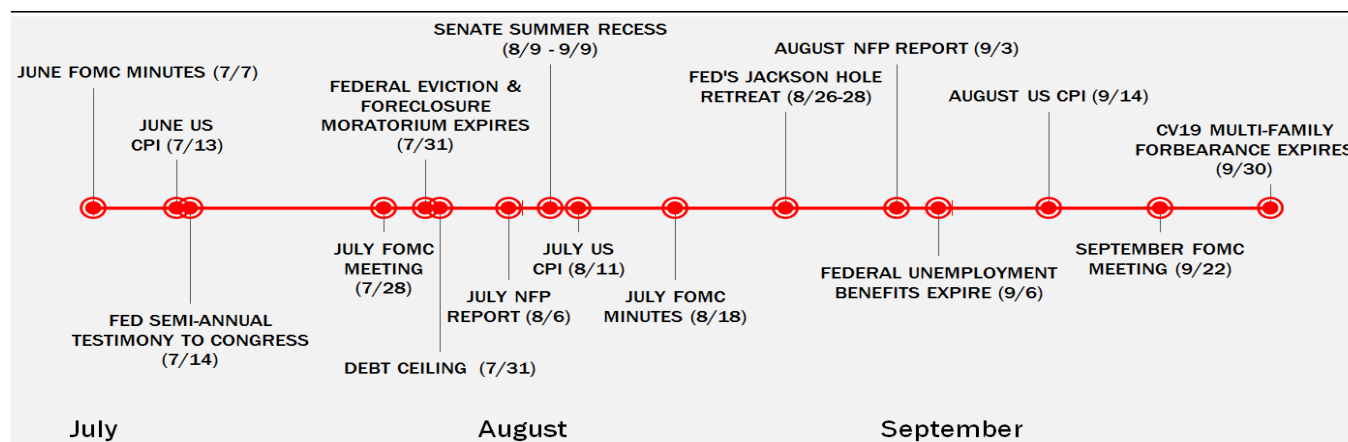 JUNE FOMC MINUTES (7/7)
JUNE US
CPI (7/13)
FED SEMI-ANNUAL
TESTIMONY TO CONGRESS
(7/14)
JULY FOMC
MEETING
(7/28)
FEDERAL EVICTION &
FORECLOSURE
MORATORIUM EXPIRES
(7/31)
DEBT CEILING (7/31)
JULY NFP
REPORT (8/6)
SENATE SUMMER RECESS
(8/9 - 9/9)
JULY US
CPI (8/11)
JULY FOMC
MINUTES (8/18)
FED'S JACKSON HOLE
RETREAT (8/26-28)
AUGUST NFP REPORT (9/3)
FEDERAL UNEMPLOYMENT
BENEFITS EXPIRE (9/6)
AUGUST US CPI (9/14)
SEPTEMBER FOMC
MEETING (9/22)
CV19 MULTI-FAMILY
FORBEARANCE EXPIRES
(9/30)
July
August
September